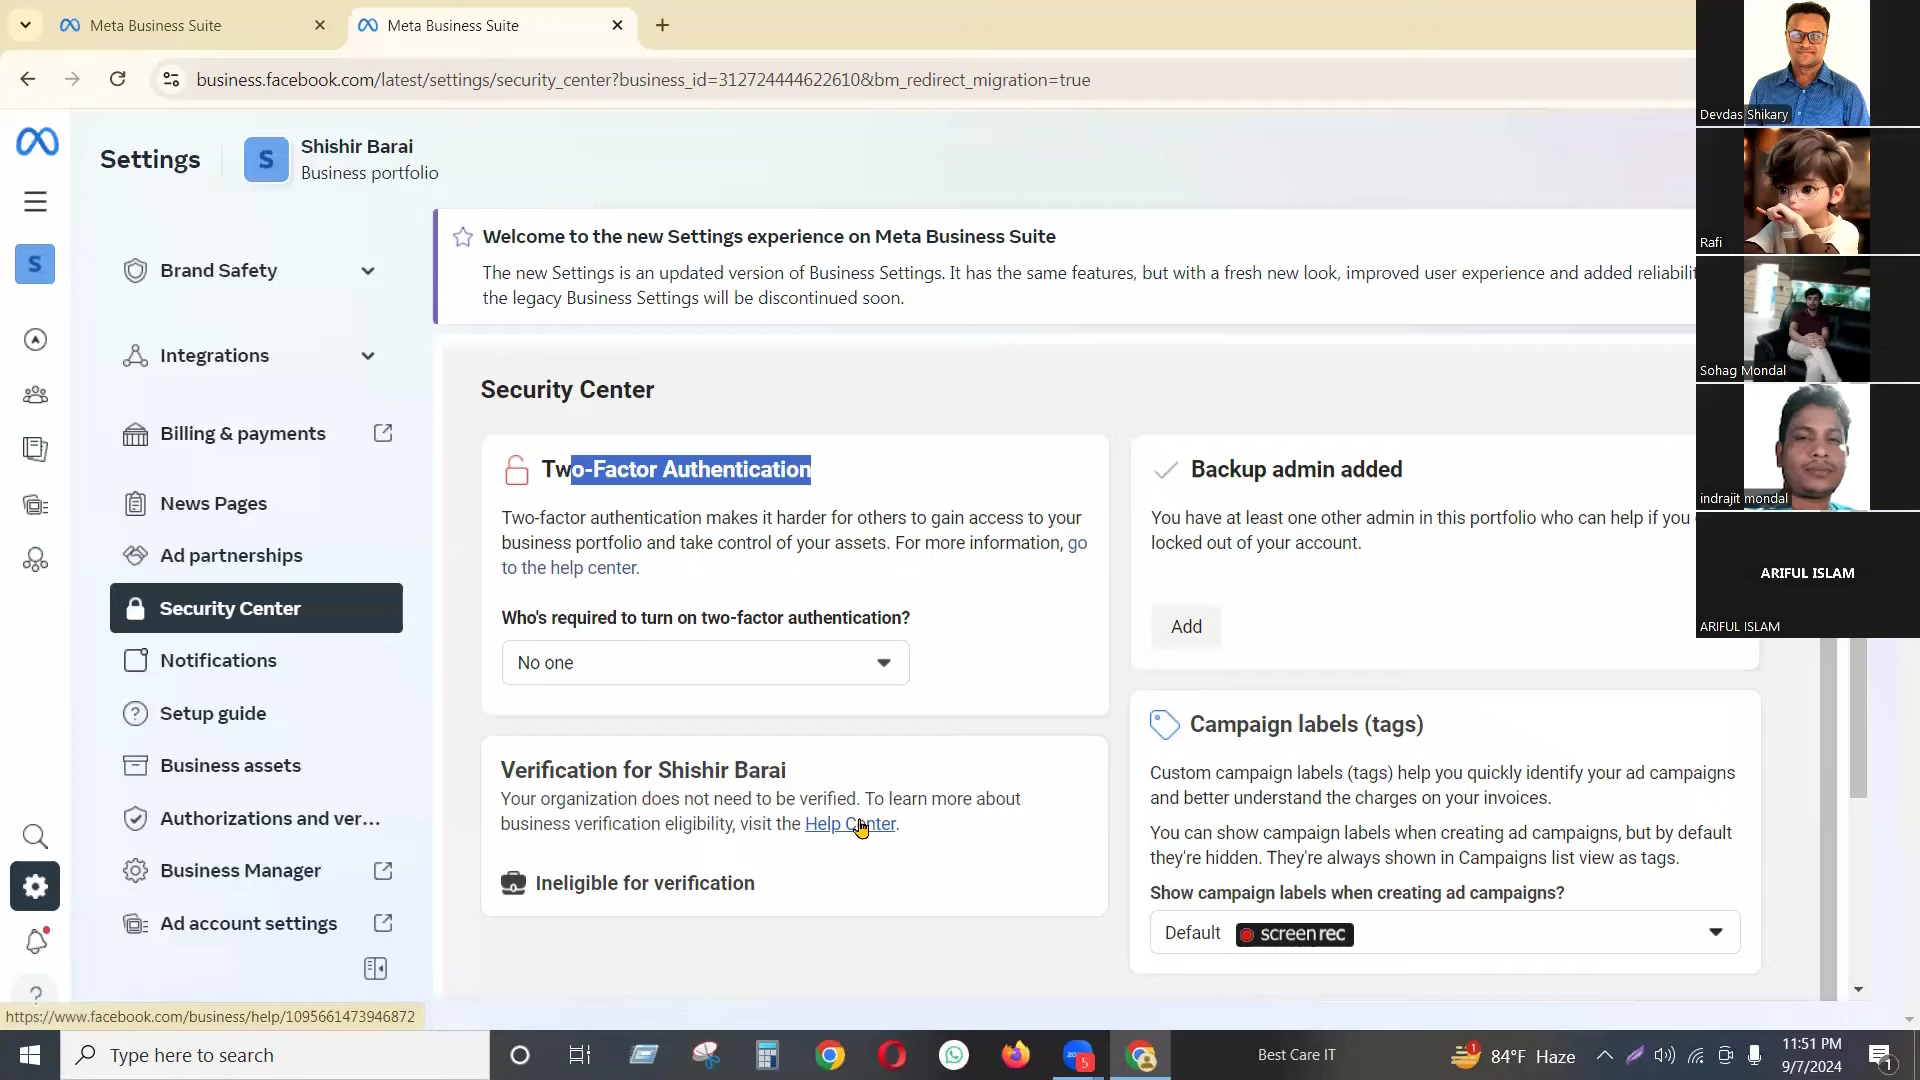 Meta Business Suite
Meta Business Suite
business.facebook.com/latest/settings/security_center?business_id=312724444622610&bm_redirect_migration=true
Settings
S
Shishir Barai
Business portfolio
S
Brand Safety
Integrations
Billing & payments
News Pages
Ad partnerships
Security Center
Notifications
Setup guide
Business assets
Authorizations and ver...
Business Manager
Ad account settings
Welcome to the new Settings experience on Meta Business Suite
The new Settings is an updated version of Business Settings. It has the same features, but with a fresh new look, improved user experience and added
the legacy Business Settings will be discontinued soon.
Security Center
Two-Factor Authentication
Two-factor authentication makes it harder for others to gain access to your
business portfolio and take control of your assets. For more information, go
to the help center.
Who's required to turn on two-factor authentication?
No one
Verification for Shishir Barai
Your organization does not need to be verified. To learn more about
business verification eligibility, visit the Help Center.
Ineligible for verification
Backup admin added
You have at least one other admin in this portfolio who can help if you
locked out of your account.
Add
Campaign labels (tags)
Custom campaign labels (tags) help you quickly identify your ad campaigns
and better understand the charges on your invoices.
You can show campaign labels when creating ad campaigns, but by default
they're hidden. They're always shown in Campaigns list view as tags.
Show campaign labels when creating ad campaigns?
Default
screenrec
Devdas Shikary
Rafi
Sohag Mondal
indrajit mondal
ARIFUL ISLAM
ARIFUL ISLAM
https://www.facebook.com/business/help/1095661473946872
Type here to search
zoom
5
Best Care IT
1
84°F Haze
11:51 PM
9/7/2024
1